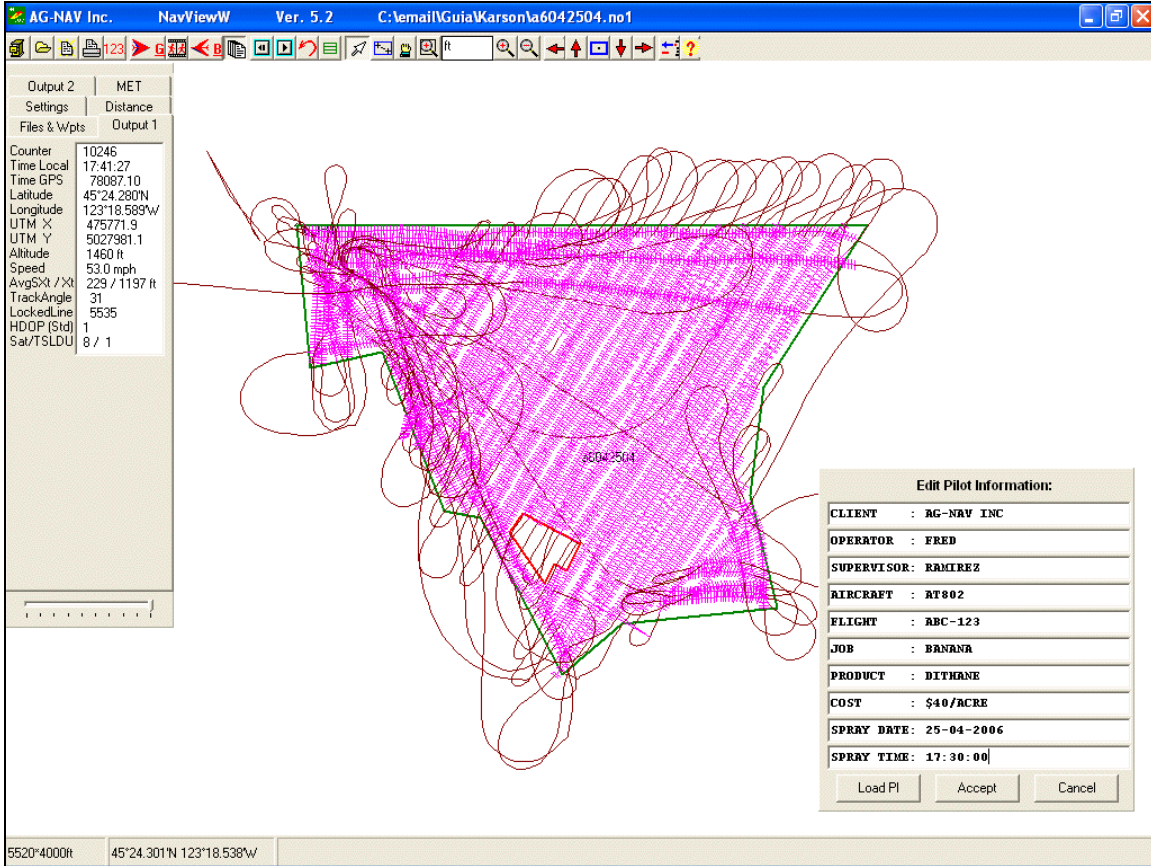 AG-NAV Inc. NavViewW Ver. 5.2 C:\email\Guia\Karson\a6042504.no1
123 G B ft ?
Output 2 MET
Settings Distance
Files & Wpts Output 1
Counter 10246
Time Local 17:41:27
Time GPS 78087.10
Latitude 45°24.280'N
Longitude 123°18.589'W
UTM X 475771.9
UTM Y 5027981.1
Altitude 1460 ft
Speed 53.0 mph
AvgSXt / Xt 229 / 1197 ft
TrackAngle 31
LockedLine 5535
HDOP (Std) 1
Sat/TSLDU 8 / 1
a6042504
Edit Pilot Information:
CLIENT : AG-NAV INC
OPERATOR : FRED
SUPERVISOR: RAMIREZ
AIRCRAFT : AT802
FLIGHT : ABC-123
JOB : BANANA
PRODUCT : DITHANE
COST : $40/ACRE
SPRAY DATE: 25-04-2006
SPRAY TIME: 17:30:00
Load PI Accept Cancel
5520*4000ft 45°24.301'N 123°18.538'W